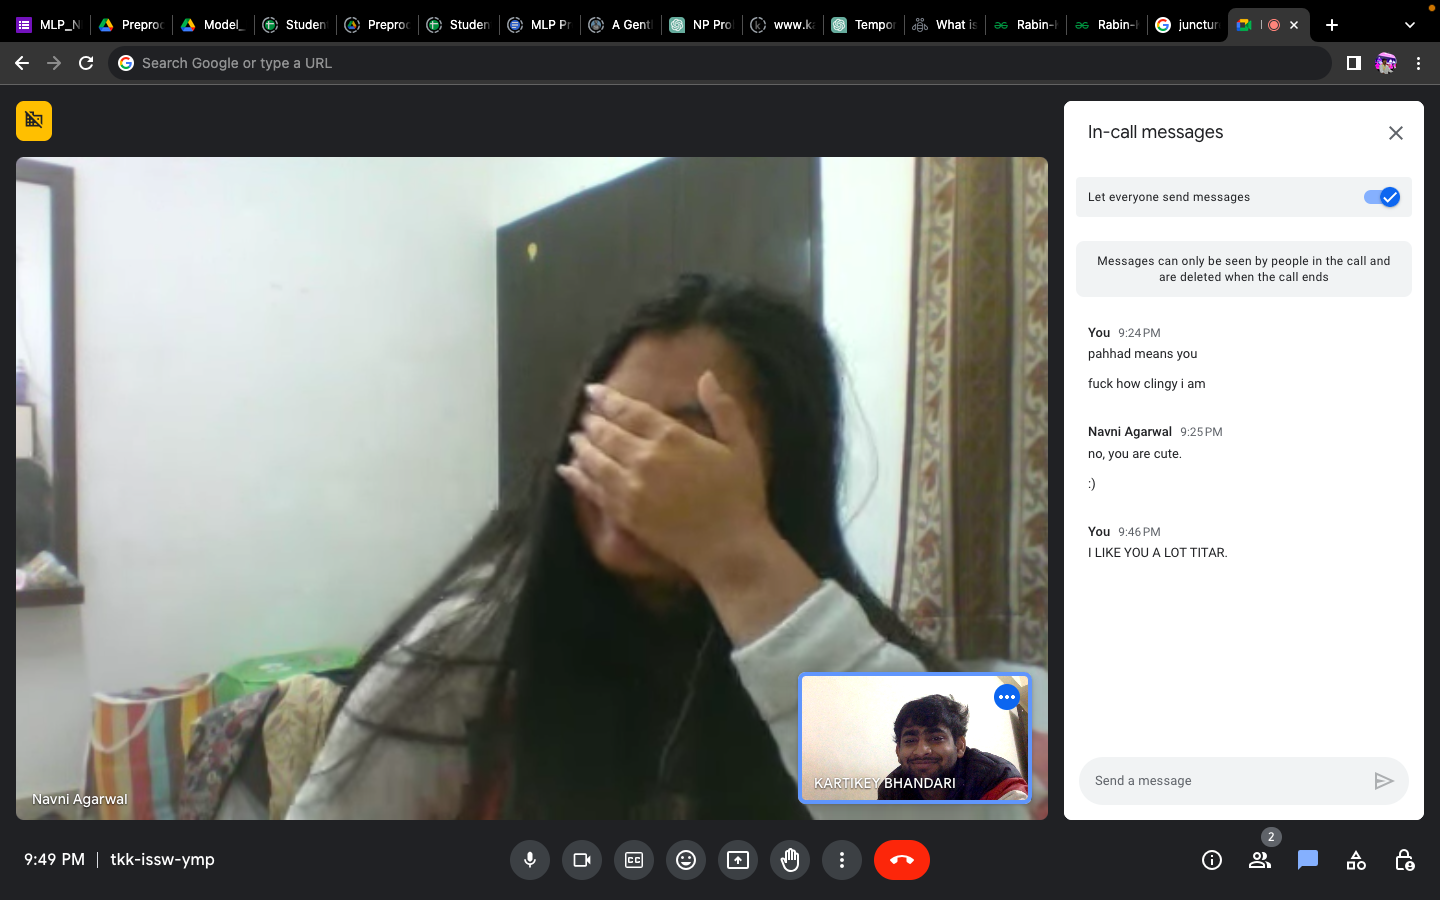 MLP_N
Preproc
Model_
Studen
Preproc
Studen
MLP Pr
A Gent
NP Pro
www.ka
Tempor
What is
Rabin-K
Rabin-K
junctur
Search Google or type a URL
In-call messages
Let everyone send messages
Messages can only be seen by people in the call and
are deleted when the call ends
You 9:24 PM
pahhad means you
fuck how clingy i am
Navni Agarwal 9:25 PM
no, you are cute.
:)
You 9:46 PM
I LIKE YOU A LOT TITAR.
Send a message
KARTIKEY BHANDARI
Navni Agarwal
9:49 PM | tkk-issw-ymp
2